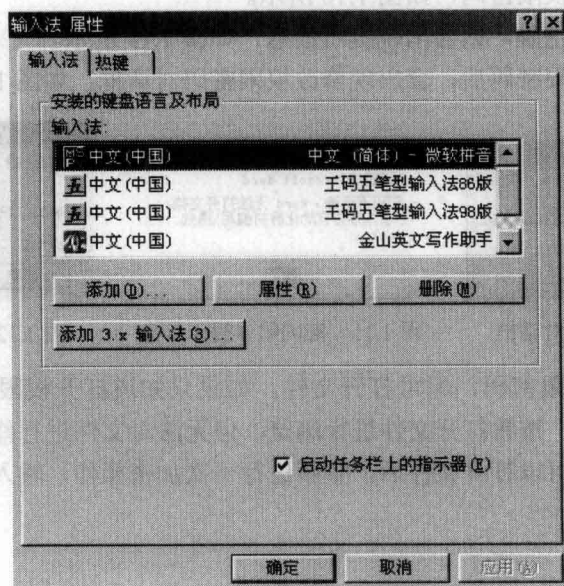 输入法 属性
输入法 热键
安装的键盘语言及布局
输入法:
中文(中国) 中文 (简体) - 微软拼音
五 中文(中国) 王码五笔型输入法86版
五 中文(中国) 王码五笔型输入法98版
中文(中国) 金山英文写作助手
添加(D)... 属性(R) 删除(M)
添加 3.x 输入法(3)...
启动任务栏上的指示器(E)
确定 取消 应用(A)